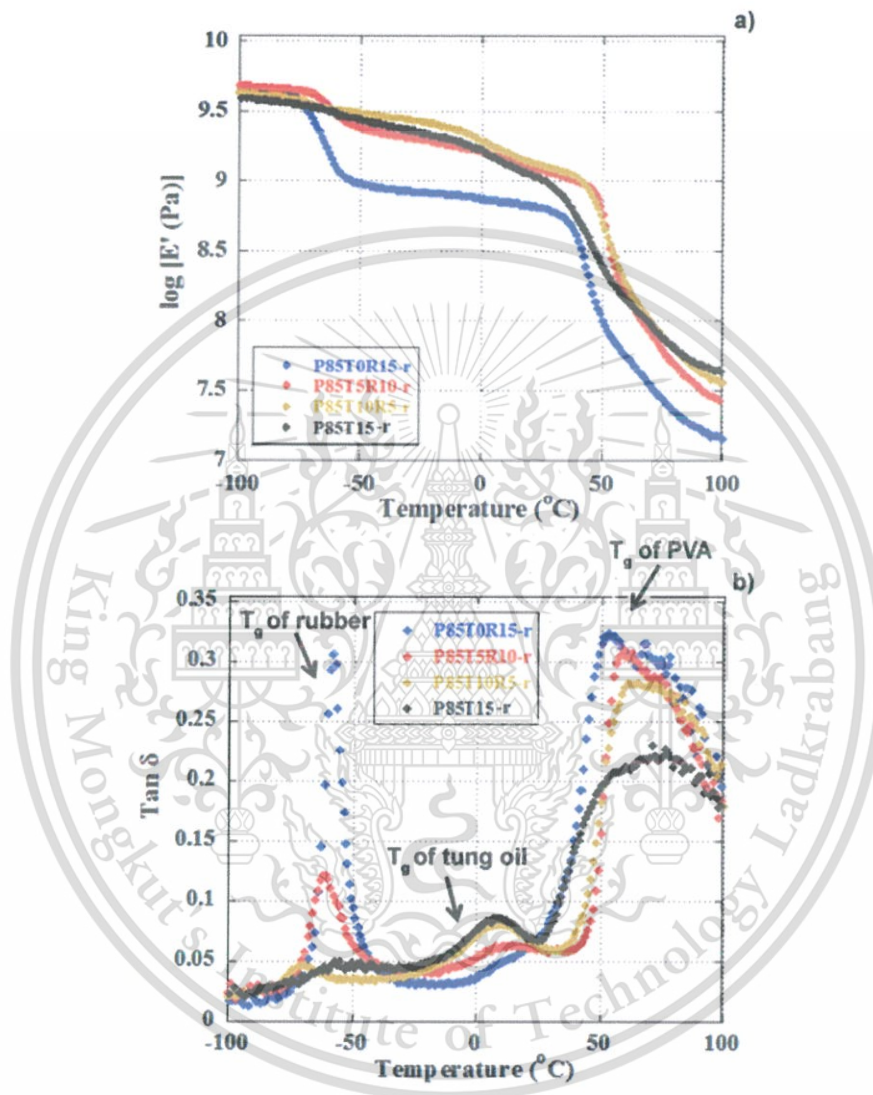 a)
10
9.5
9
8.5
8
7.5
7
log [E' (Pa)]
P85T0R15-r
P85T5R10-r
P85T10R5-r
P85T15-r
-100 -50 0 50 100
Temperature (°C)
b)
Tg of PVA
Tg of rubber
Tg of tung oil
0.35
0.3
0.25
0.2
0.15
0.1
0.05
0
Tan δ
P85T0R15-r
P85T5R10-r
P85T10R5-r
P85T15-r
-100 -50 0 50 100
Temperature (°C)
King Mongkut's Institute of Technology Ladkrabang